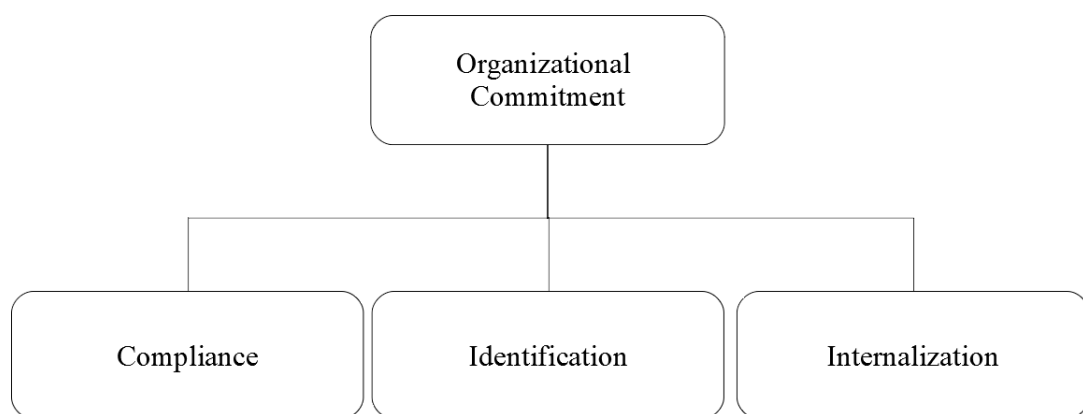 Organizational
Commitment
Compliance
Identification
Internalization